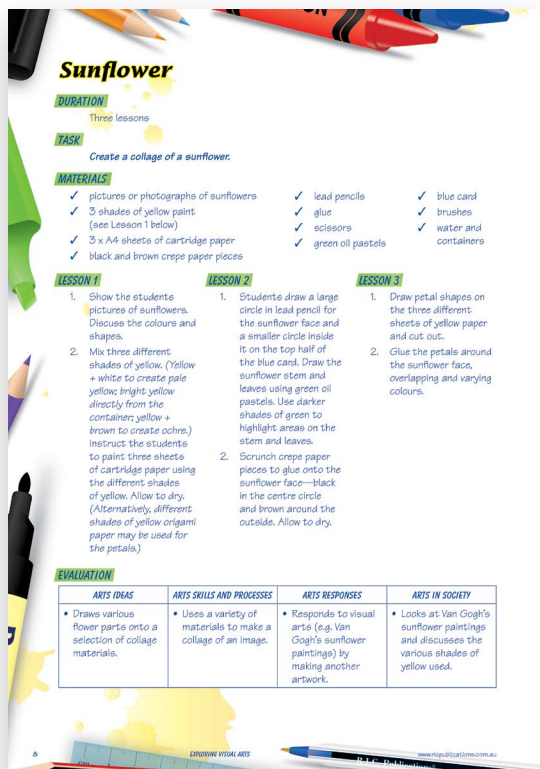 Sunflower
DURATION
Three lessons
TASK
Create a collage of a sunflower.
MATERIALS
✓ pictures or photographs of sunflowers
✓ 3 shades of yellow paint
(see Lesson 1 below)
✓ 3 x A4 sheets of cartridge paper
✓ black and brown crepe paper pieces
✓ lead pencils
✓ glue
✓ scissors
✓ green oil pastels
✓ blue card
✓ brushes
✓ water and
containers
LESSON 1
1. Show the students
pictures of sunflowers.
Discuss the colours and
shapes.
2. Mix three different
shades of yellow. (Yellow
+ white to create pale
yellow; bright yellow
directly from the
container; yellow +
brown to create ochre.)
Instruct the students
to paint three sheets
of cartridge paper using
the different shades
of yellow. Allow to dry.
(Alternatively, different
shades of yellow origami
paper may be used for
the petals.)
LESSON 2
1. Students draw a large
circle in lead pencil for
the sunflower face and
a smaller circle inside
it on the top half of
the blue card. Draw the
sunflower stem and
leaves using green oil
pastels. Use darker
shades of green to
highlight areas on the
stem and leaves.
2. Scrunch crepe paper
pieces to glue onto the
sunflower face—black
in the centre circle
and brown around the
outside. Allow to dry.
LESSON 3
1. Draw petal shapes on
the three different
sheets of yellow paper
and cut out.
2. Glue the petals around
the sunflower face,
overlapping and varying
colours.
EVALUATION
ARTS IDEAS
• Draws various
flower parts onto a
selection of collage
materials.
ARTS SKILLS AND PROCESSES
• Uses a variety of
materials to make a
collage of an image.
ARTS RESPONSES
• Responds to visual
arts (e.g. Van
Gogh's sunflower
paintings) by
making another
artwork.
ARTS IN SOCIETY
• Looks at Van Gogh's
sunflower paintings
and discusses the
various shades of
yellow used.
8
EXPLORING VISUAL ARTS
www.ricpublications.com.au
R.I.C. Publications